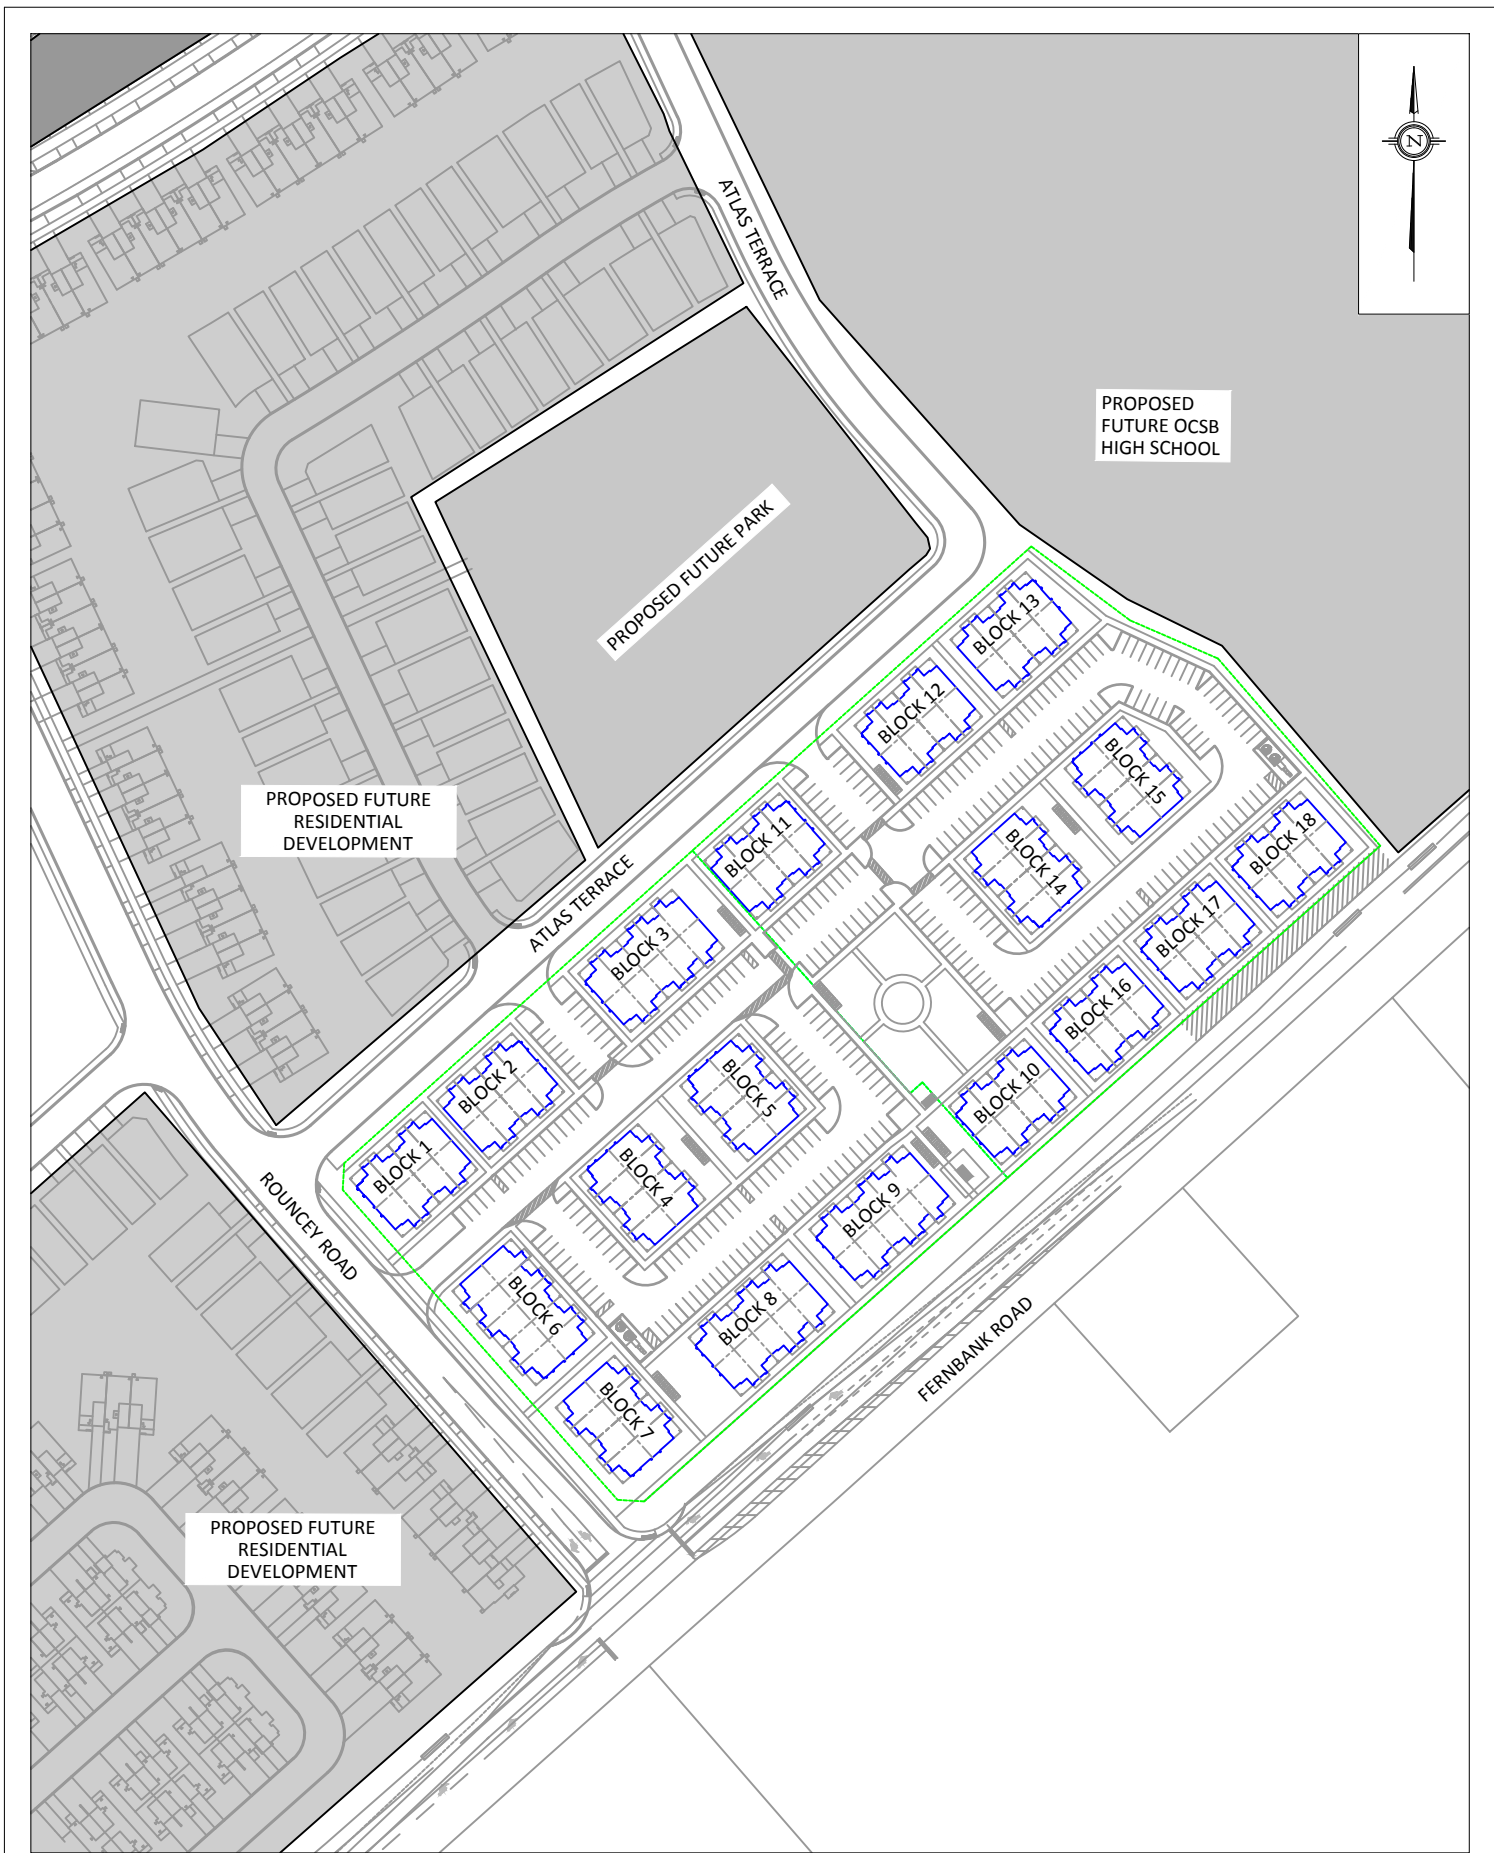 N
ATLAS TERRACE
PROPOSED
FUTURE OCSB
HIGH SCHOOL
PROPOSED FUTURE PARK
BLOCK 13
BLOCK 12
BLOCK 15
PROPOSED FUTURE
RESIDENTIAL
DEVELOPMENT
BLOCK 11
BLOCK 14
BLOCK 18
ATLAS TERRACE
BLOCK 17
BLOCK 3
BLOCK 16
BLOCK 2
BLOCK 5
BLOCK 10
BLOCK 1
BLOCK 4
BLOCK 9
ROUNCEY ROAD
BLOCK 6
BLOCK 8
FERNBANK ROAD
BLOCK 7
PROPOSED FUTURE
RESIDENTIAL
DEVELOPMENT